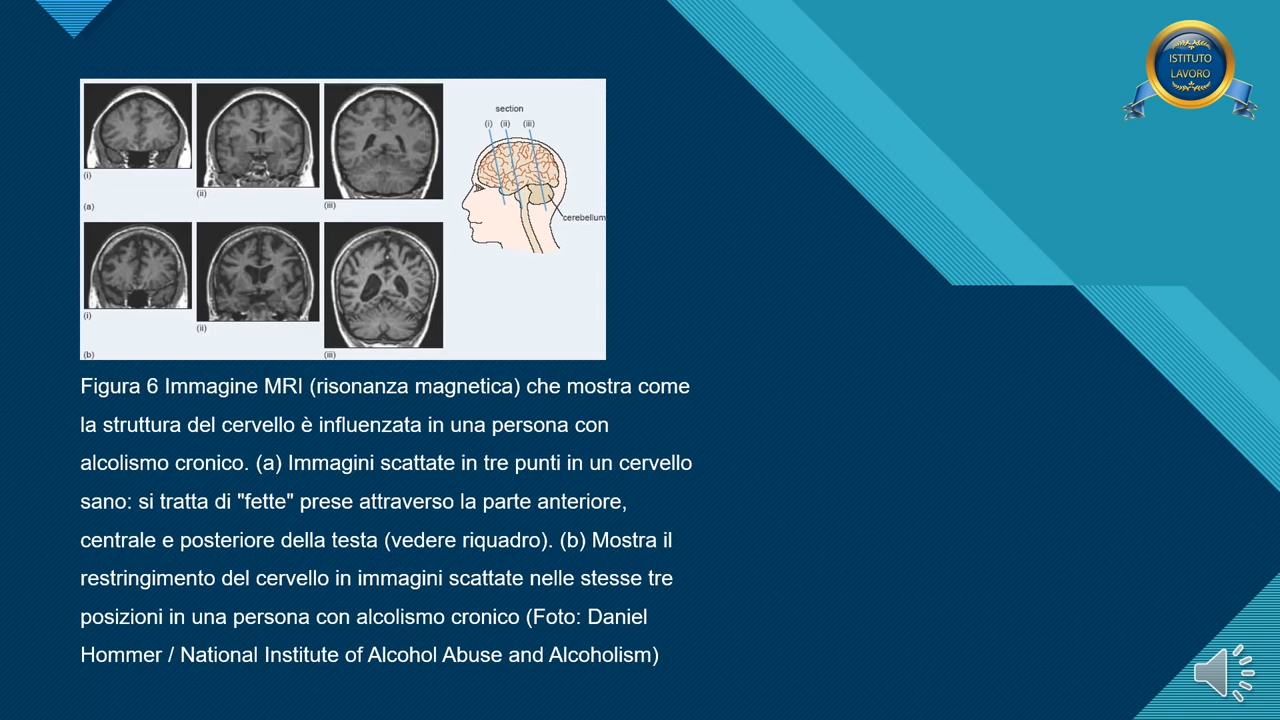 ISTITUTO
LAVORO
section
(i) (ii) (iii)
(i)
(ii)
(iii)
(a)
cerebellum
(i)
(ii)
(iii)
(b)
Figura 6 Immagine MRI (risonanza magnetica) che mostra come
la struttura del cervello è influenzata in una persona con
alcolismo cronico. (a) Immagini scattate in tre punti in un cervello
sano: si tratta di "fette" prese attraverso la parte anteriore,
centrale e posteriore della testa (vedere riquadro). (b) Mostra il
restringimento del cervello in immagini scattate nelle stesse tre
posizioni in una persona con alcolismo cronico (Foto: Daniel
Hommer / National Institute of Alcohol Abuse and Alcoholism)